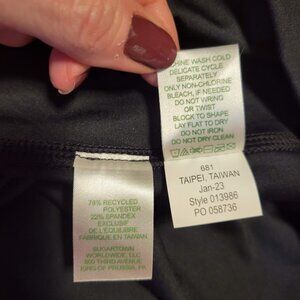 MACHINE WASH COLD
DELICATE CYCLE
SEPARATELY
ONLY NON-CHLORINE
BLEACH, IF NEEDED
DO NOT WRING
OR TWIST
BLOCK TO SHAPE
LAY FLAT TO DRY
DO NOT IRON
DO NOT DRY CLEAN
681
TAIPEI, TAIWAN
Jan-23
Style 013986
PO 058736
78% RECYCLED
POLYESTER
22% SPANDEX
EXCLUSIF
DE L'ÉQUILIBRE
FABRIQUE EN TAIWAN
SUGARTOWN
WORLDWIDE, LLC
800 THIRD AVENUE
KING OF PRUSSIA, PA